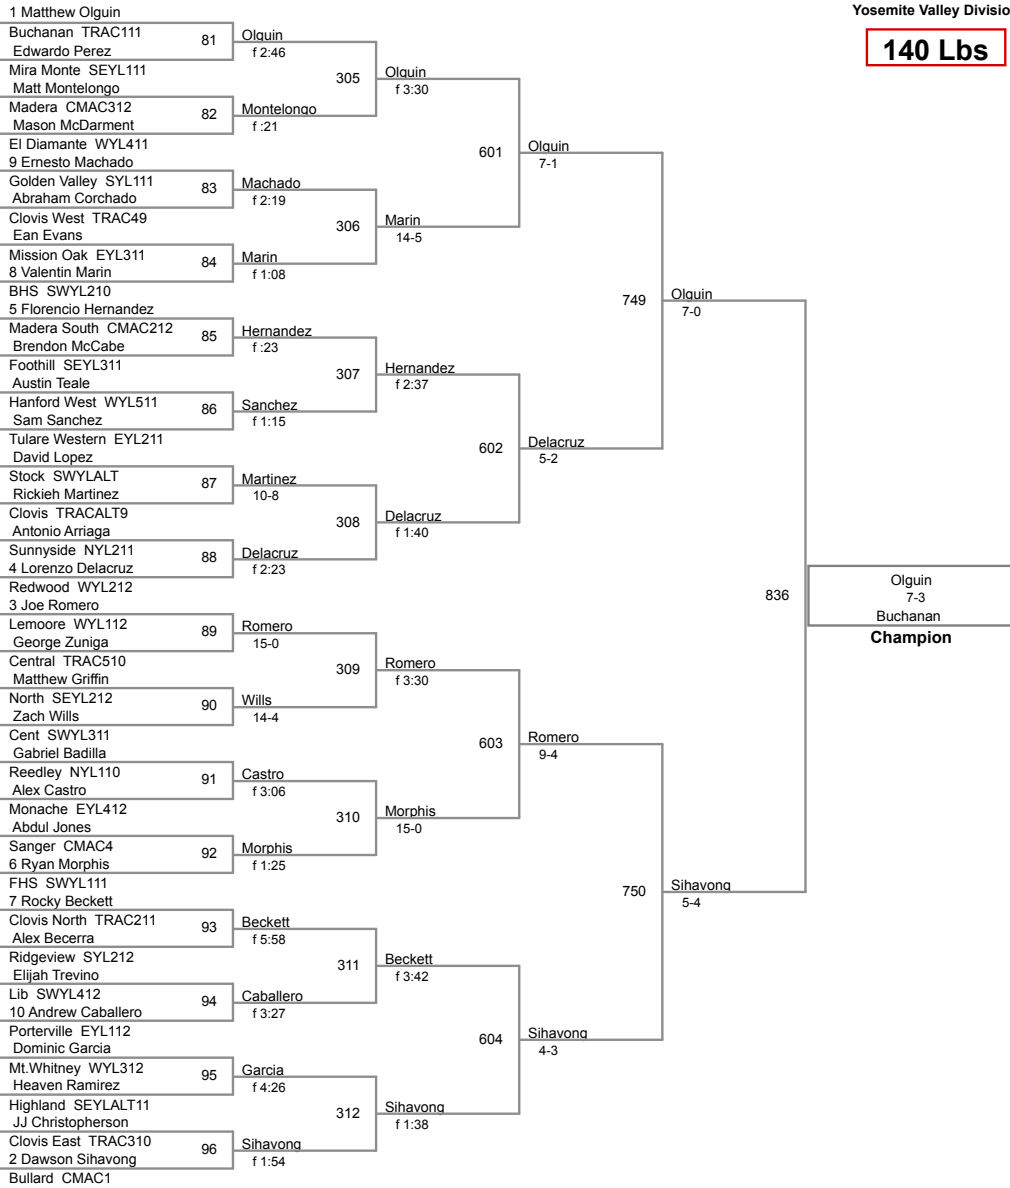 Yosemite Valley Divisio
140 Lbs
1 Matthew Olguin
Buchanan TRAC111
Edwardo Perez
Mira Monte SEYL111
Matt Montelongo
Madera CMAC312
Mason McDarment
El Diamante WYL411
9 Ernesto Machado
Golden Valley SYL111
Abraham Corchado
Clovis West TRAC49
Ean Evans
Mission Oak EYL311
8 Valentin Marin
BHS SWYL210
5 Florencio Hernandez
Madera South CMAC212
Brendon McCabe
Foothill SEYL311
Austin Teale
Hanford West WYL511
Sam Sanchez
Tulare Western EYL211
David Lopez
Stock SWYLALT
Rickieh Martinez
Clovis TRACALT9
Antonio Arriaga
Sunnyside NYL211
4 Lorenzo Delacruz
Redwood WYL212
3 Joe Romero
Lemoore WYL112
George Zuniga
Central TRAC510
Matthew Griffin
North SEYL212
Zach Wills
Cent SWYL311
Gabriel Badilla
Reedley NYL110
Alex Castro
Monache EYL412
Abdul Jones
Sanger CMAC4
6 Ryan Morphis
FHS SWYL111
7 Rocky Beckett
Clovis North TRAC211
Alex Becerra
Ridgeview SYL212
Elijah Trevino
Lib SWYL412
10 Andrew Caballero
Porterville EYL112
Dominic Garcia
Mt.Whitney WYL312
Heaven Ramirez
Highland SEYLALT11
JJ Christopherson
Clovis East TRAC310
2 Dawson Sihavong
Bullard CMAC1
81
82
83
84
85
86
87
88
89
90
91
92
93
94
95
96
Olguin
f 2:46
Montelongo
f :21
Machado
f 2:19
Marin
f 1:08
Hernandez
f :23
Sanchez
f 1:15
Martinez
10-8
Delacruz
f 2:23
Romero
15-0
Wills
14-4
Castro
f 3:06
Morphis
f 1:25
Beckett
f 5:58
Caballero
f 3:27
Garcia
f 4:26
Sihavong
f 1:54
305
306
307
308
309
310
311
312
Olguin
f 3:30
Marin
14-5
Hernandez
f 2:37
Delacruz
f 1:40
Romero
f 3:30
Morphis
15-0
Beckett
f 3:42
Sihavong
f 1:38
601
602
603
604
Olguin
7-1
Delacruz
5-2
Romero
9-4
Sihavong
4-3
749
750
Olguin
7-0
Sihavong
5-4
836
Olguin
7-3
Buchanan
Champion